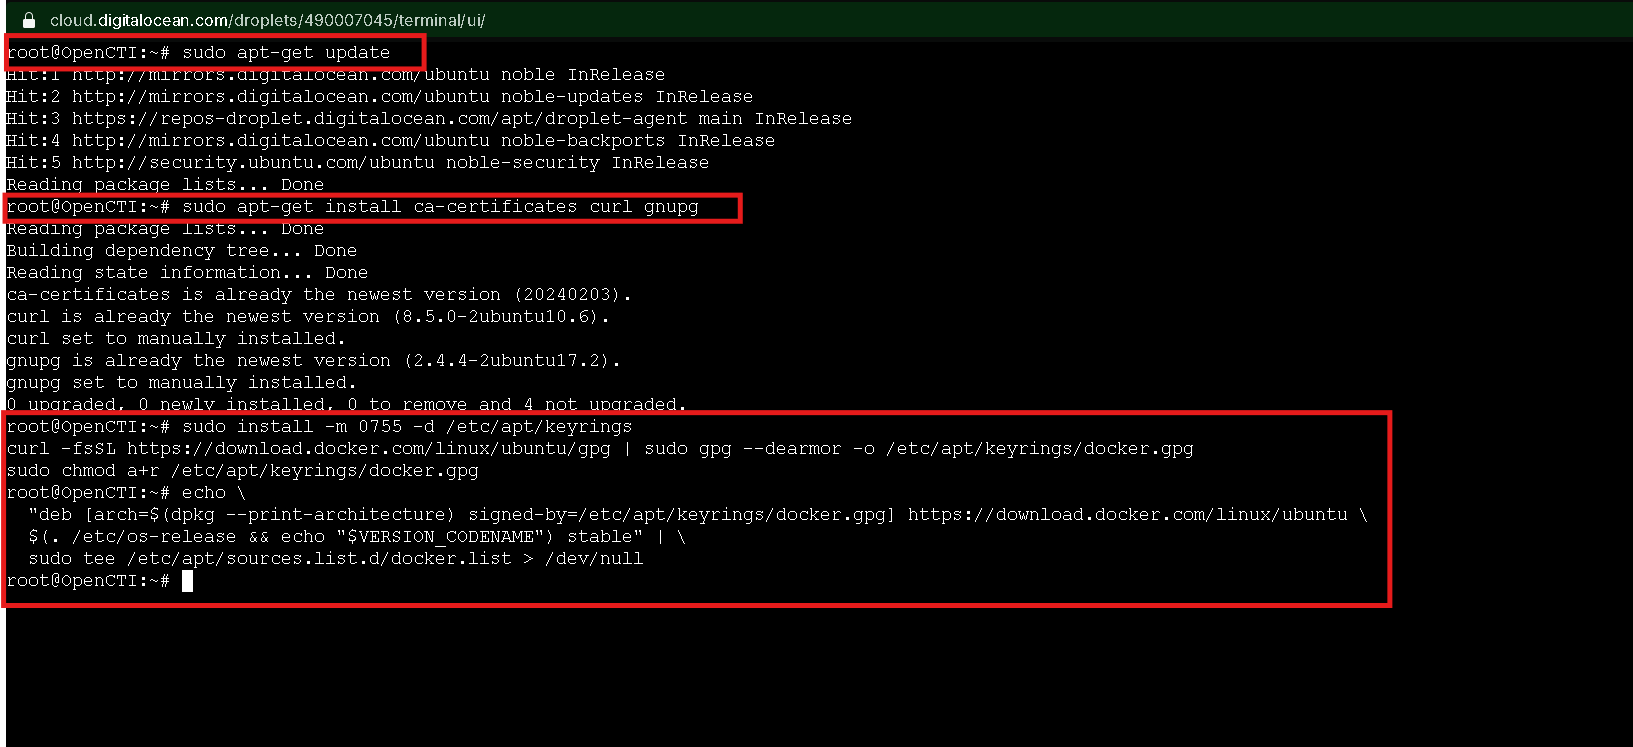 cloud.digitalocean.com/droplets/490007045/terminal/ui/
root@OpenCTI:~# sudo apt-get update
Hit:1 http://mirrors.digitalocean.com/ubuntu noble InRelease
Hit:2 http://mirrors.digitalocean.com/ubuntu noble-updates InRelease
Hit:3 https://repos-droplet.digitalocean.com/apt/droplet-agent main InRelease
Hit:4 http://mirrors.digitalocean.com/ubuntu noble-backports InRelease
Hit:5 http://security.ubuntu.com/ubuntu noble-security InRelease
Reading package lists... Done
root@OpenCTI:~# sudo apt-get install ca-certificates curl gnupg
Reading package lists... Done
Building dependency tree... Done
Reading state information... Done
ca-certificates is already the newest version (20240203).
curl is already the newest version (8.5.0-2ubuntu10.6).
curl set to manually installed.
gnupg is already the newest version (2.4.4-2ubuntu17.2).
gnupg set to manually installed.
0 upgraded, 0 newly installed, 0 to remove and 4 not upgraded.
root@OpenCTI:~# sudo install -m 0755 -d /etc/apt/keyrings
curl -fsSL https://download.docker.com/linux/ubuntu/gpg | sudo gpg --dearmor -o /etc/apt/keyrings/docker.gpg
sudo chmod a+r /etc/apt/keyrings/docker.gpg
root@OpenCTI:~# echo \
  "deb [arch=$(dpkg --print-architecture) signed-by=/etc/apt/keyrings/docker.gpg] https://download.docker.com/linux/ubuntu \
  $(. /etc/os-release && echo "$VERSION_CODENAME") stable" | \
  sudo tee /etc/apt/sources.list.d/docker.list > /dev/null
root@OpenCTI:~#